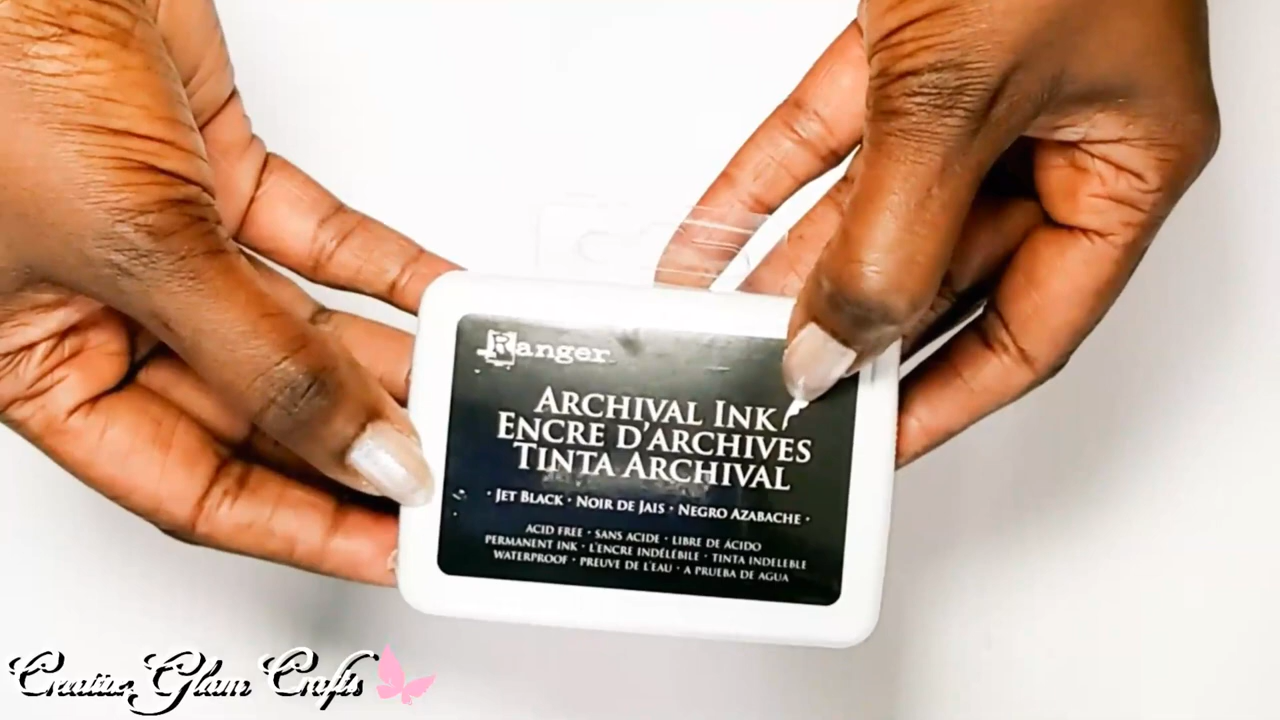 Ranger
ARCHIVAL INK
ENCRE D'ARCHIVES
TINTA ARCHIVAL
· JET BLACK · NOIR DE JAIS · NEGRO AZABACHE ·
ACID FREE · SANS ACIDE · LIBRE DE ÁCIDO
PERMANENT INK · L'ENCRE INDÉLÉBILE · TINTA INDELEBLE
WATERPROOF · PREUVE DE L'EAU · A PRUEBA DE AGUA
Creative Glam Crafts